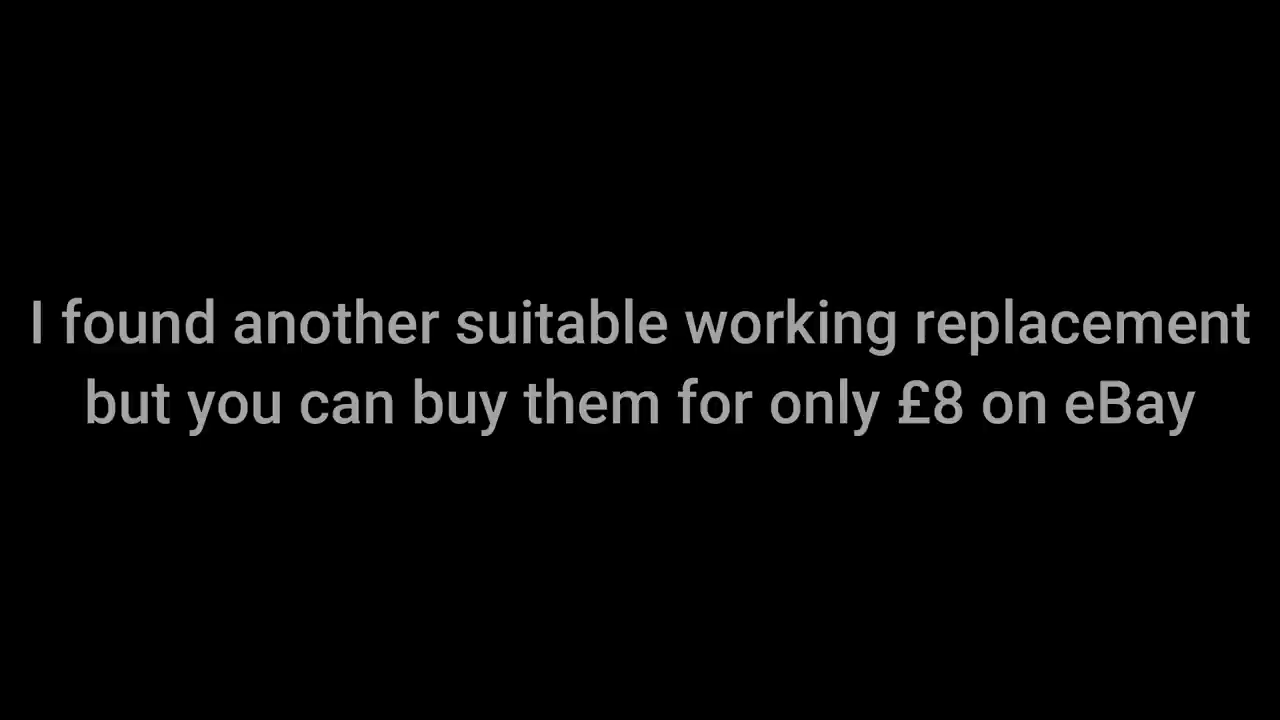 I found another suitable working replacement
but you can buy them for only £8 on eBay